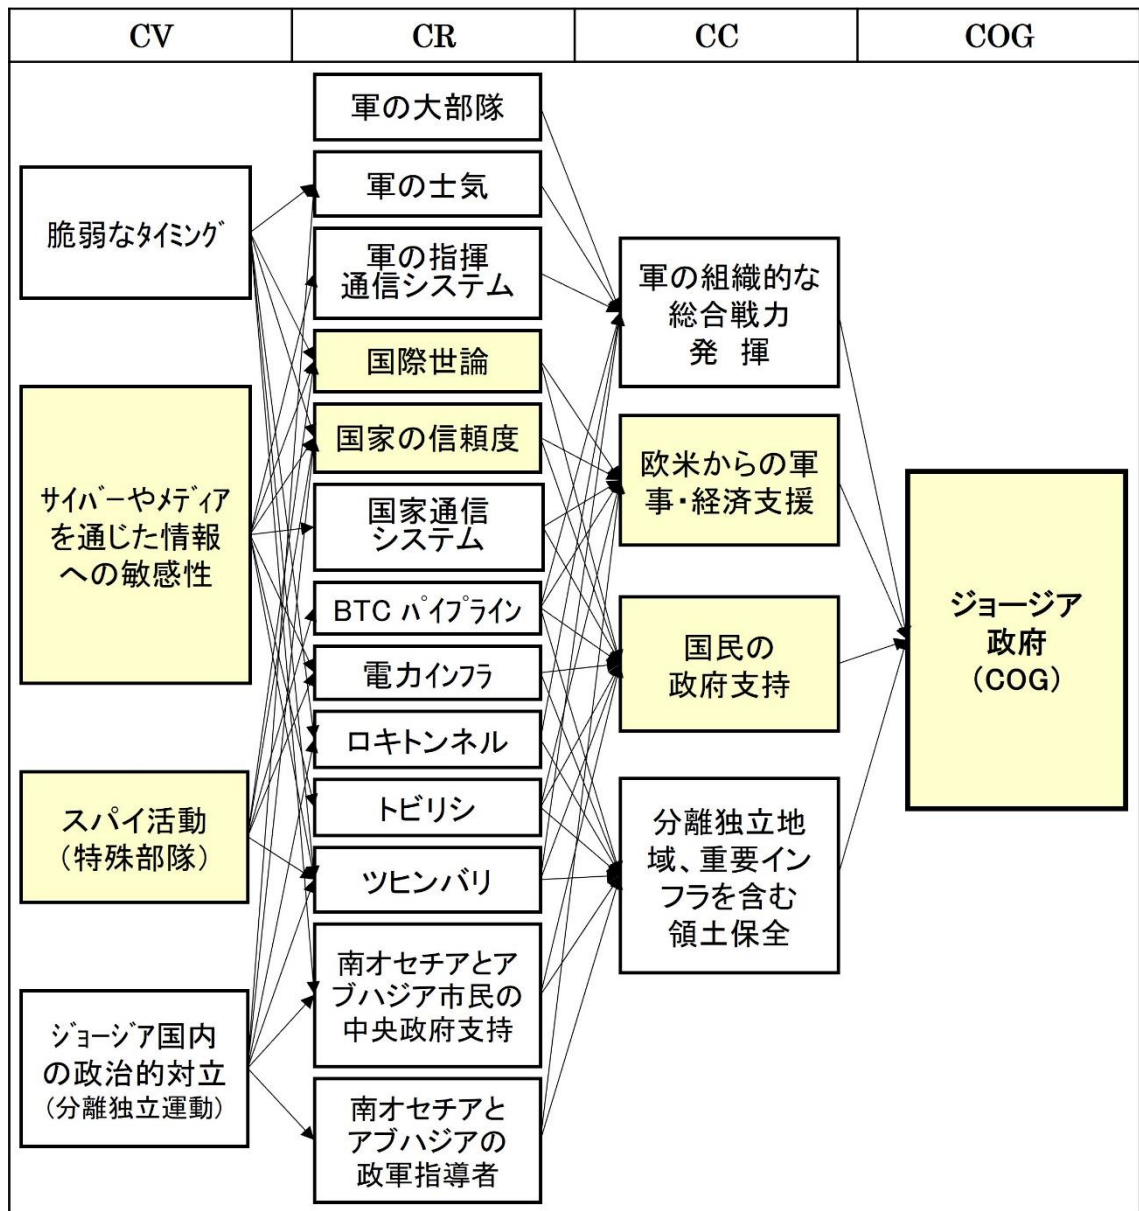 CV
CR
CC
COG
脆弱なﾀｲﾐﾝｸﾞ
ｻｲﾊﾞｰやﾒﾃﾞｨｱ
を通じた情報
への敏感性
スパイ活動
（特殊部隊）
ｼﾞｮｰｼﾞｱ国内
の政治的対立
（分離独立運動）
軍の大部隊
軍の士気
軍の指揮
通信システム
国際世論
国家の信頼度
国家通信
システム
BTC ﾊﾟｲﾌﾟﾗｲﾝ
電力ｲﾝﾌﾗ
ロキトンネル
トビリシ
ツヒンバリ
南オセチアとア
ブハジア市民の
中央政府支持
南オセチアと
アブハジアの
政軍指導者
軍の組織的な
総合戦力
発　揮
欧米からの軍
事・経済支援
国民の
政府支持
分離独立地
域、重要イン
フラを含む
領土保全
ジョージア
政府
（COG）